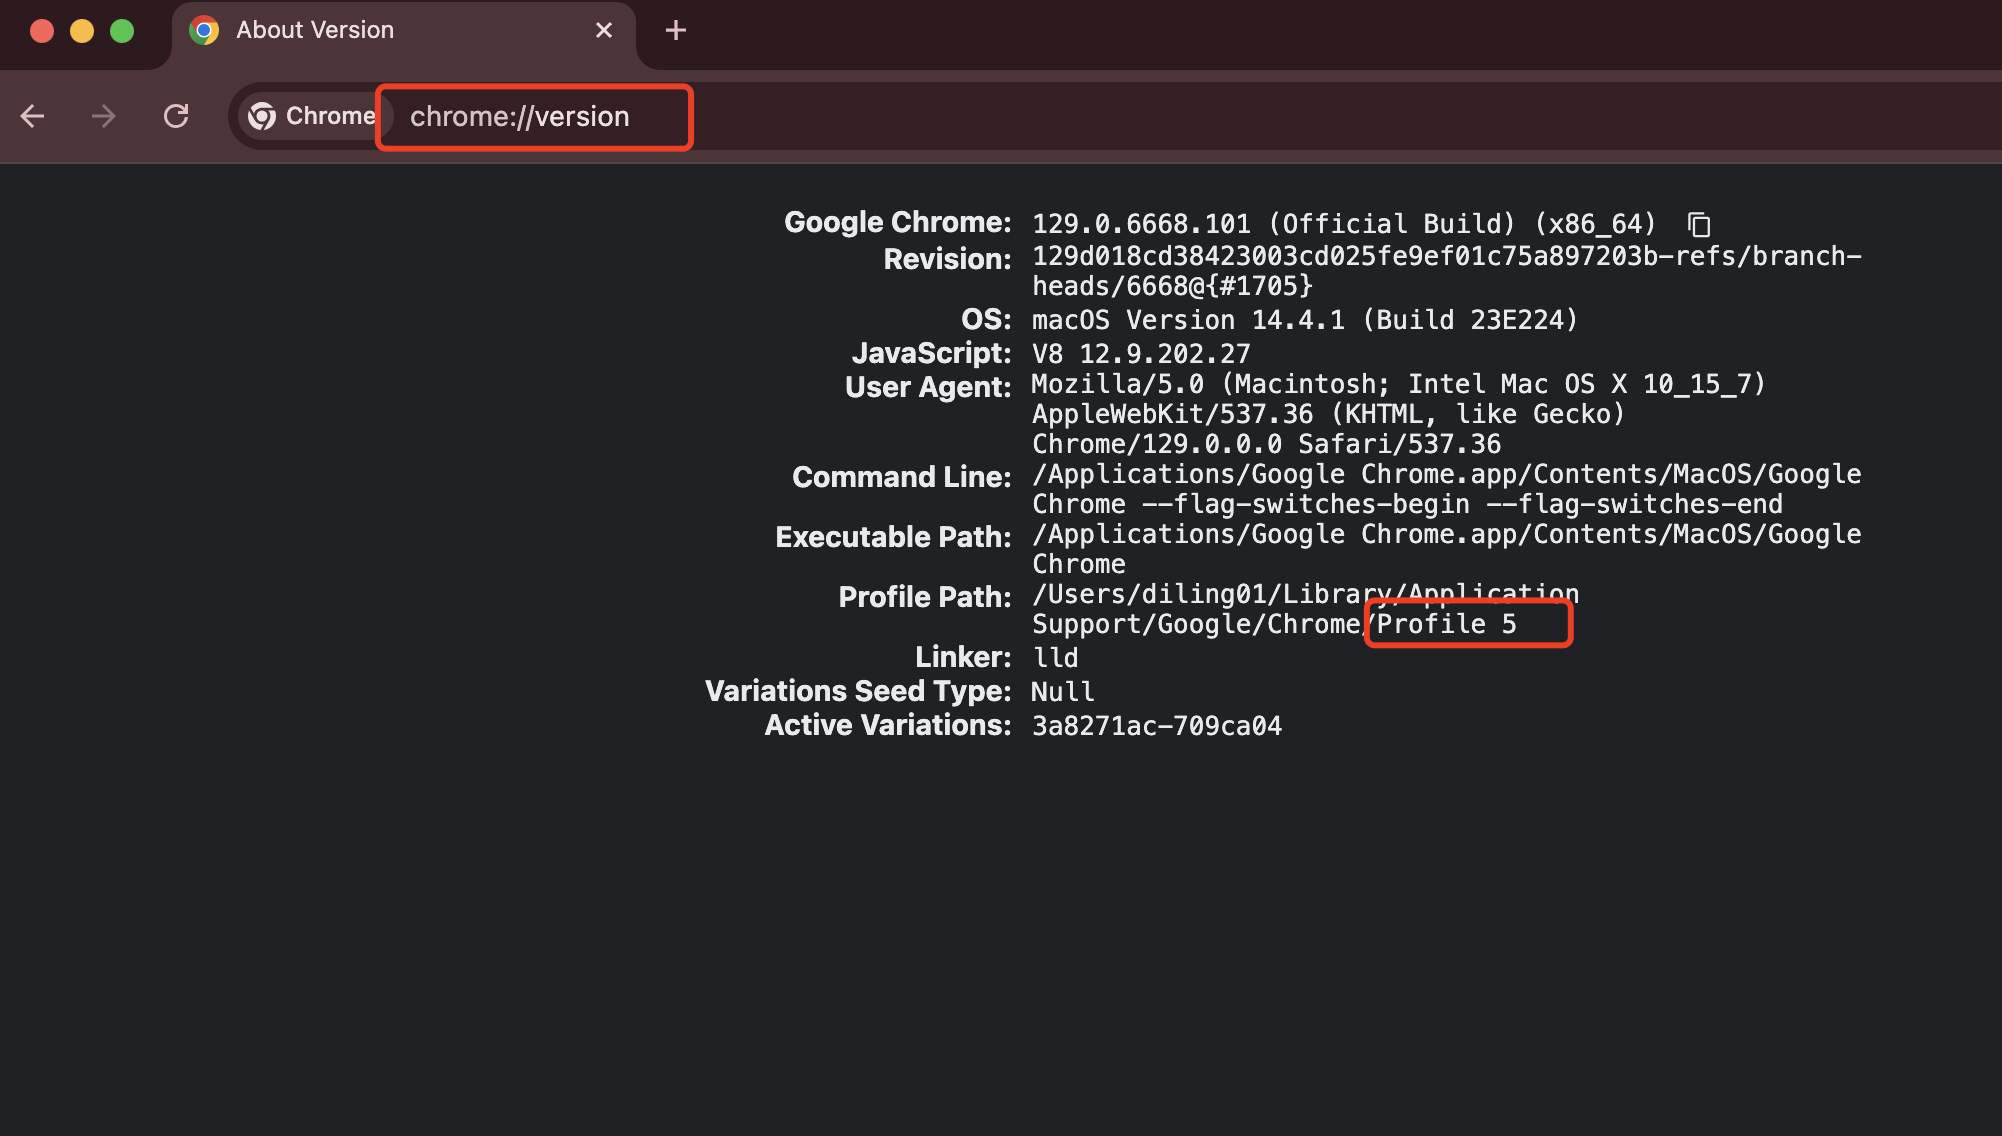 About Version
Chrome chrome://version
Google Chrome: 129.0.6668.101 (Official Build) (x86_64)
Revision: 129d018cd38423003cd025fe9ef01c75a897203b-refs/branch-
heads/6668@{#1705}
OS: macOS Version 14.4.1 (Build 23E224)
JavaScript: V8 12.9.202.27
User Agent: Mozilla/5.0 (Macintosh; Intel Mac OS X 10_15_7)
AppleWebKit/537.36 (KHTML, like Gecko)
Chrome/129.0.0.0 Safari/537.36
Command Line: /Applications/Google Chrome.app/Contents/MacOS/Google
Chrome --flag-switches-begin --flag-switches-end
Executable Path: /Applications/Google Chrome.app/Contents/MacOS/Google
Chrome
Profile Path: /Users/diling01/Library/Application
Support/Google/Chrome/Profile 5
Linker: lld
Variations Seed Type: Null
Active Variations: 3a8271ac-709ca04